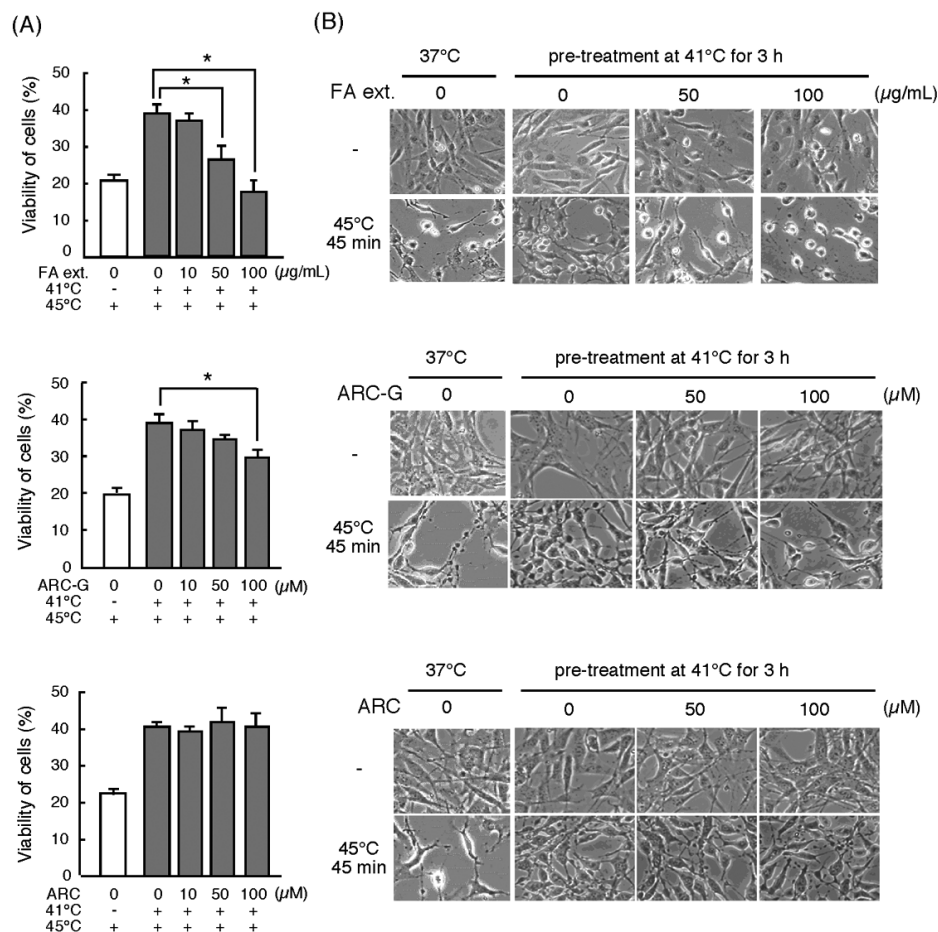 (A)
Viability of cells (%)
50
40
30
20
10
0
*
*
FA ext. 0 0 10 50 100 (µg/mL)
41°C - + + + +
45°C + + + + +
Viability of cells (%)
50
40
30
20
10
0
*
ARC-G 0 0 10 50 100 (µM)
41°C - + + + +
45°C + + + + +
Viability of cells (%)
50
40
30
20
10
0
ARC 0 0 10 50 100 (µM)
41°C - + + + +
45°C + + + + +
(B)
37°C pre-treatment at 41°C for 3 h
FA ext. 0 0 50 100 (µg/mL)
-
45°C
45 min
37°C pre-treatment at 41°C for 3 h
ARC-G 0 0 50 100 (µM)
-
45°C
45 min
37°C pre-treatment at 41°C for 3 h
ARC 0 0 50 100 (µM)
-
45°C
45 min